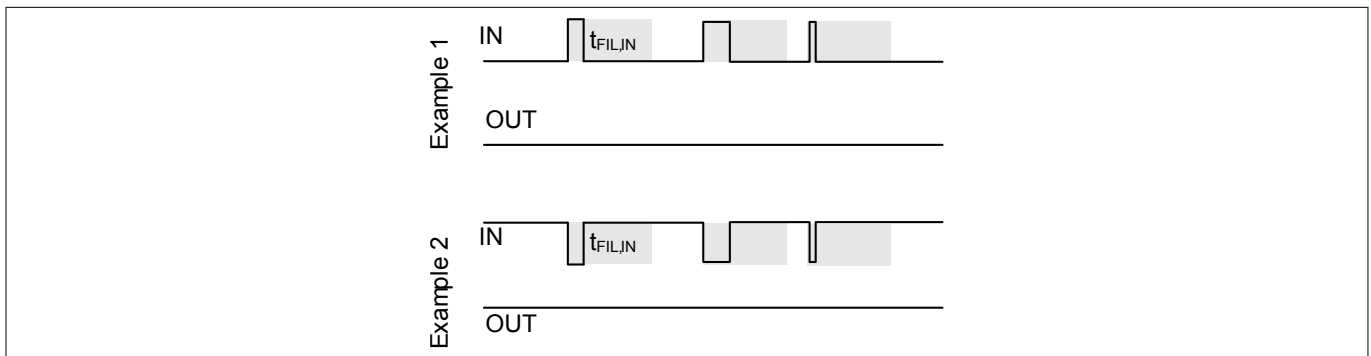 Example 1
IN
tFIL,IN
OUT
Example 2
IN
tFIL,IN
OUT